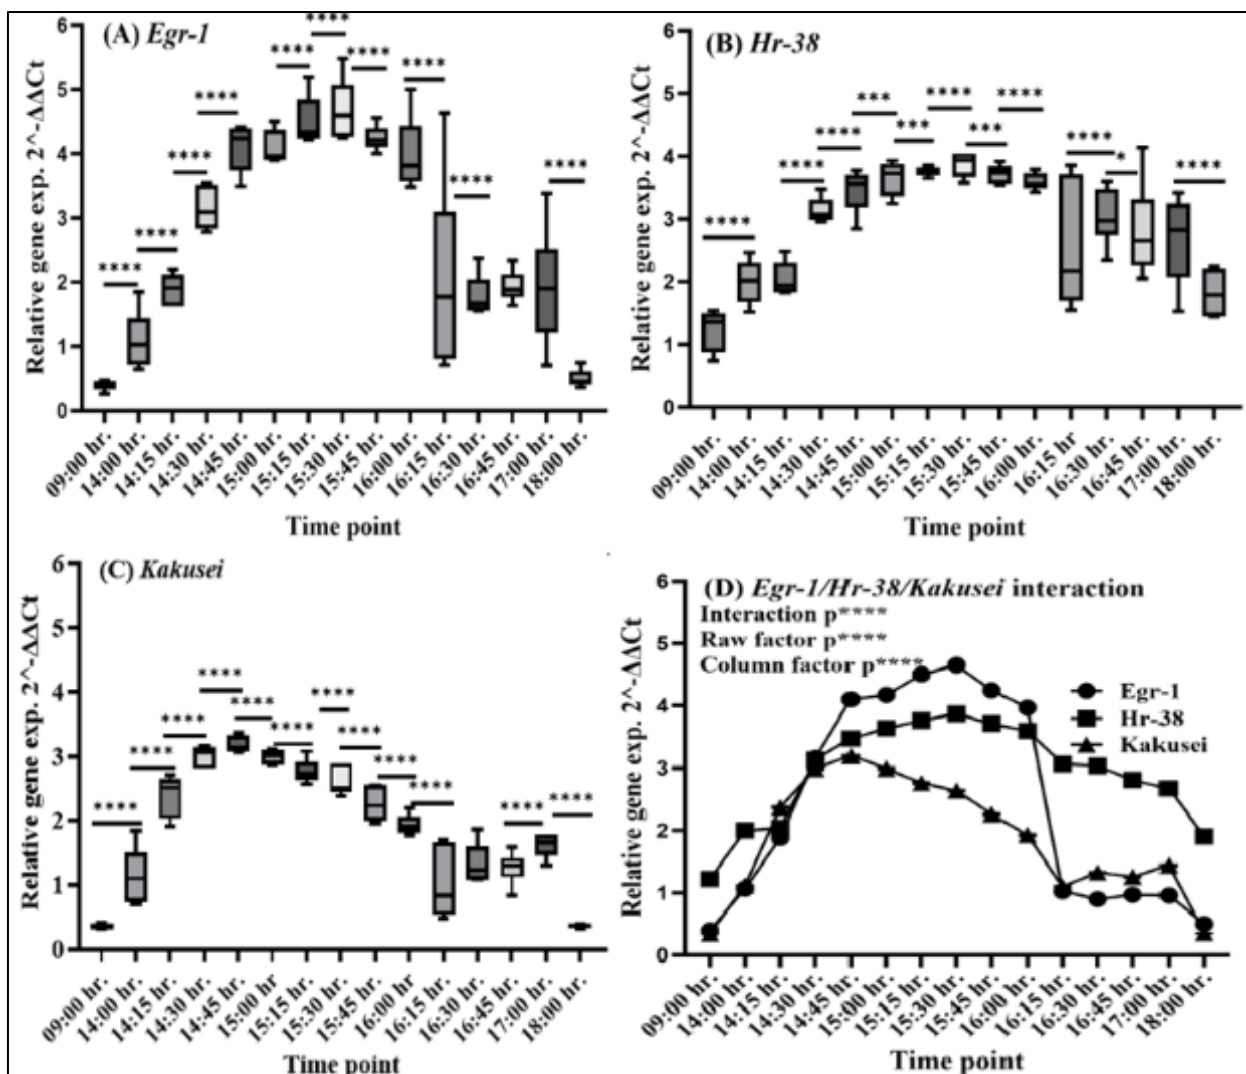 (A) Egr-1
Relative gene exp. 2^-ΔΔCt
6
5
4
3
2
1
0
****
****
****
****
****
****
****
****
****
****
****
09:00 hr.
14:00 hr.
14:15 hr.
14:30 hr.
14:45 hr.
15:00 hr.
15:15 hr.
15:30 hr.
15:45 hr.
16:00 hr.
16:15 hr.
16:30 hr.
16:45 hr.
17:00 hr.
18:00 hr.
Time point
(B) Hr-38
Relative gene exp. 2^-ΔΔCt
6
5
4
3
2
1
0
****
****
****
***
***
****
***
****
****
*
****
09:00 hr.
14:00 hr.
14:15 hr.
14:30 hr.
14:45 hr.
15:00 hr.
15:15 hr.
15:30 hr.
15:45 hr.
16:00 hr.
16:15 hr
16:30 hr.
16:45 hr.
17:00 hr.
18:00 hr.
Time point
(C) Kakusei
Relative gene exp. 2^-ΔΔCt
6
5
4
3
2
1
0
****
****
****
****
****
****
****
****
****
****
****
****
09:00 hr.
14:00 hr.
14:15 hr.
14:30 hr.
14:45 hr.
15:00 hr
15:15 hr.
15:30 hr.
15:45 hr.
16:00 hr
16:15 hr.
16:30 hr.
16:45 hr.
17:00 hr.
18:00 hr.
Time point
(D) Egr-1/Hr-38/Kakusei interaction
Interaction p****
Raw factor p****
Column factor p****
Egr-1
Hr-38
Kakusei
Relative gene exp. 2^-ΔΔCt
6
5
4
3
2
1
0
09:00 hr.
14:00 hr.
14:15 hr.
14:30 hr.
14:45 hr.
15:00 hr.
15:15 hr.
15:30 hr.
15:45 hr.
16:00 hr.
16:15 hr.
16:30 hr.
16:45 hr.
17:00 hr.
18:00 hr.
Time point